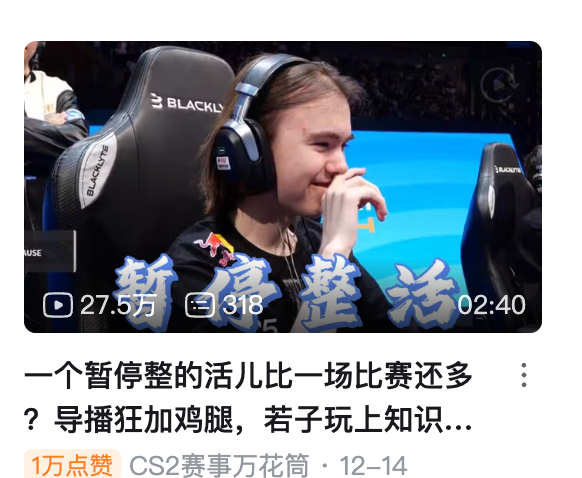 BLACKLY
BLACKLYTE
BLACKLYTE
AUSE
暂停整活
27.5万
318
02:40
一个暂停整的活儿比一场比赛还多
？导播狂加鸡腿，若子玩上知识…
1万点赞
CS2赛事万花筒 · 12-14